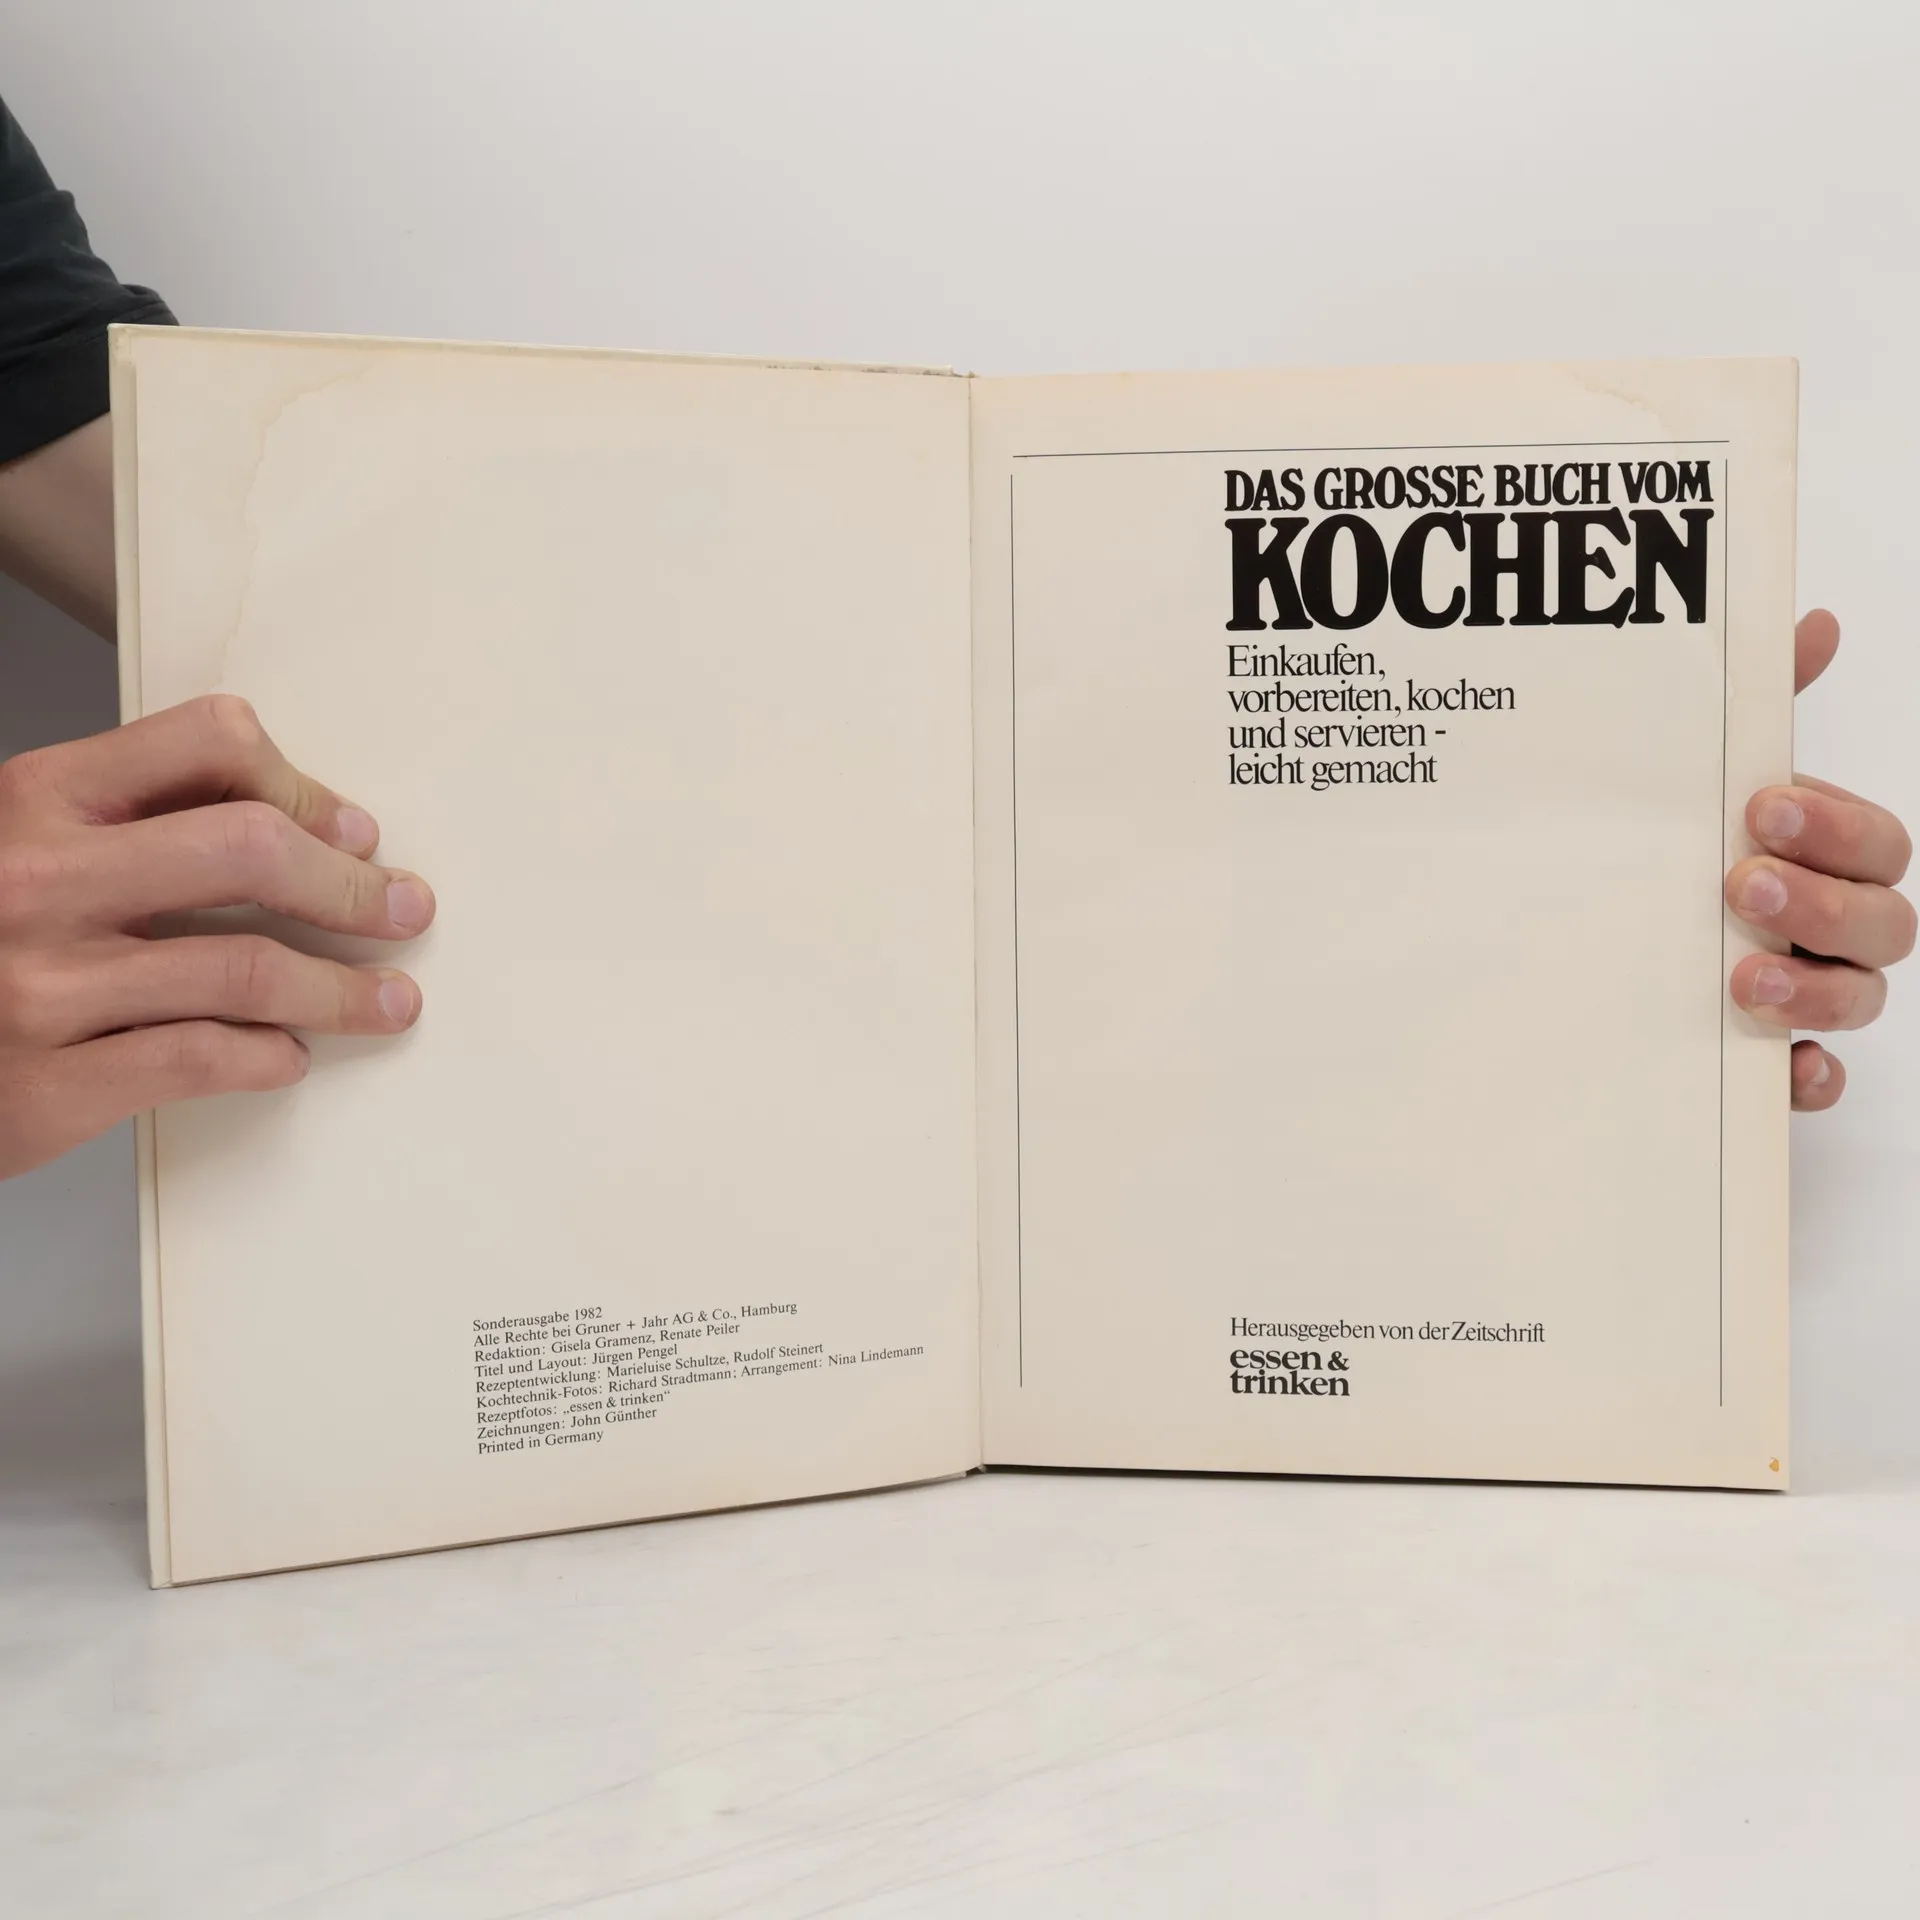 Sonderausgabe 1982
Alle Rechte bei Gruner + Jahr AG & Co., Hamburg
Redaktion: Gisela Gramenz, Renate Peiler
Titel und Layout: Jürgen Pengel
Rezeptentwicklung: Marieluise Schultze, Rudolf Steinert
Kochtechnik-Fotos: Richard Stradtmann; Arrangement: Nina Lindemann
Rezeptfotos: „essen & trinken“
Zeichnungen: John Günther
Printed in Germany
DAS GROSSE BUCH VOM
KOCHEN
Einkaufen,
vorbereiten, kochen
und servieren -
leicht gemacht
Herausgegeben von der Zeitschrift
essen &
trinken